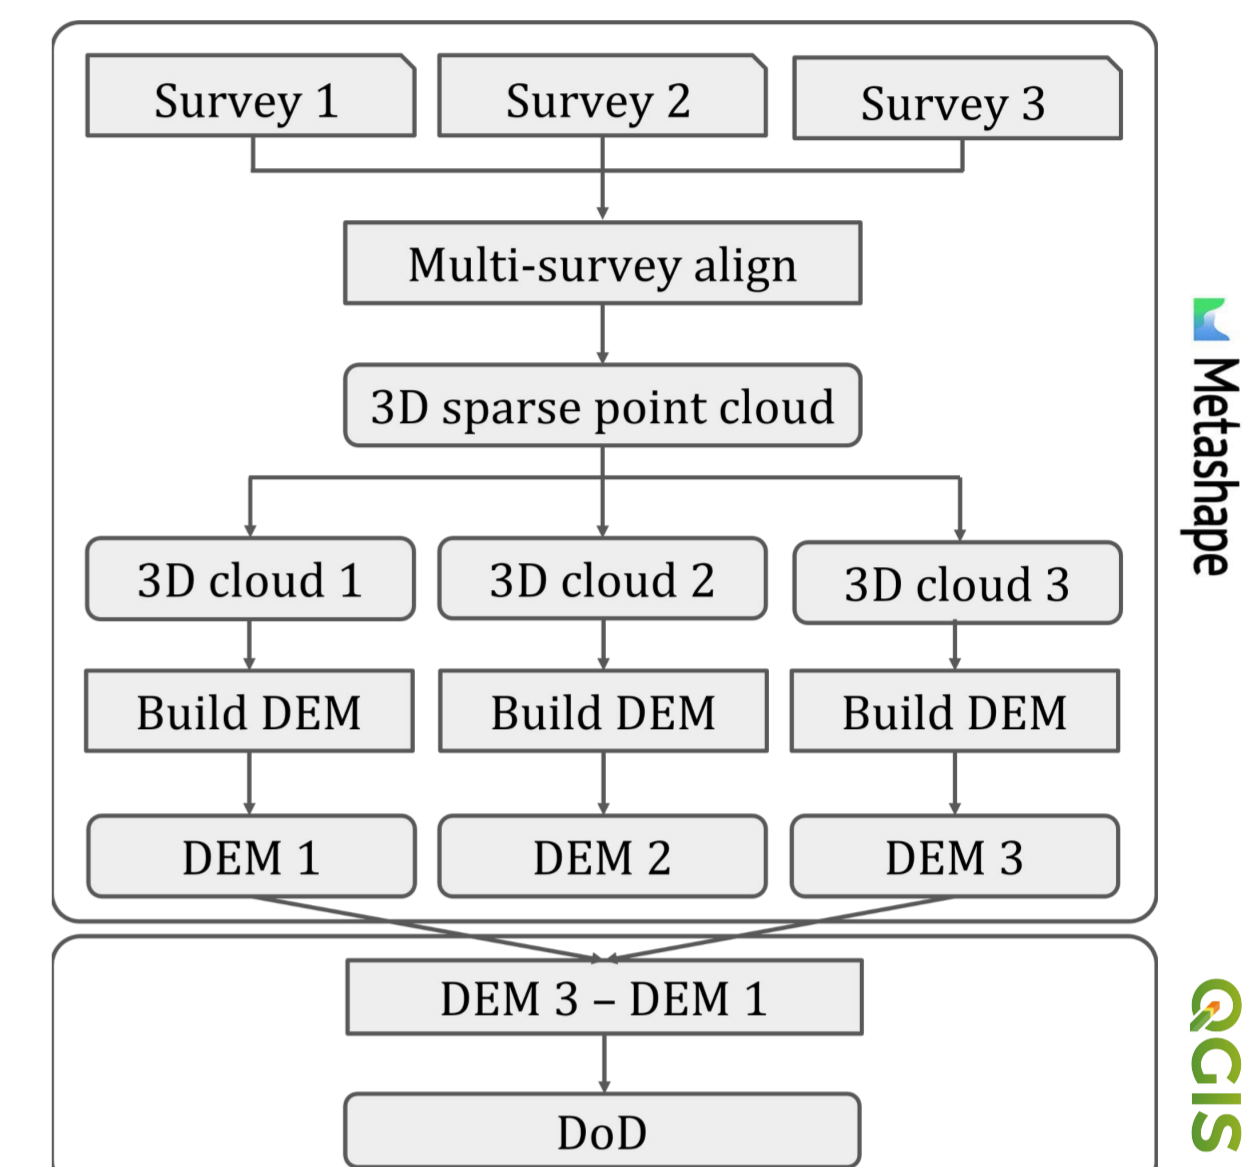 Survey 1
Survey 2
Survey 3
Multi-survey align
3D sparse point cloud
3D cloud 1
3D cloud 2
3D cloud 3
Build DEM
Build DEM
Build DEM
DEM 1
DEM 2
DEM 3
DEM 3 – DEM 1
DoD
Metashape
QGIS